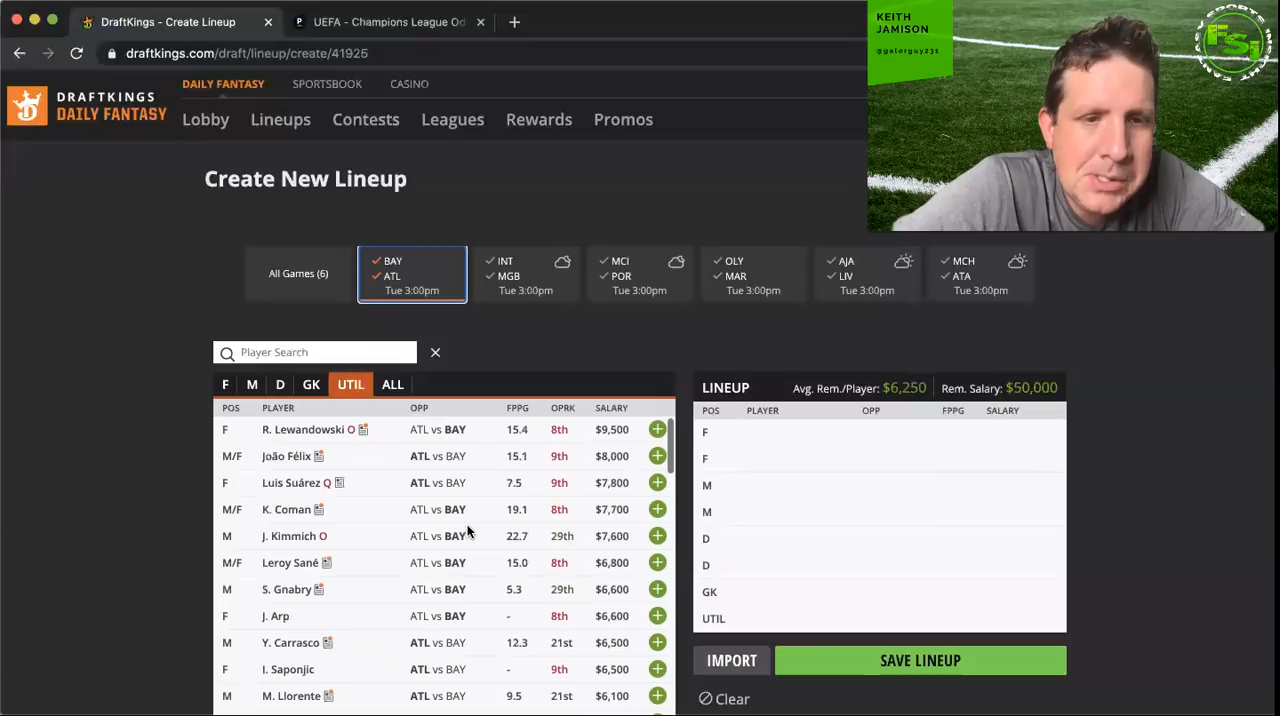 DraftKings - Create Lineup
UEFA - Champions League Od
draftkings.com/draft/lineup/create/41925
KEITH
JAMISON
@gatorguy231
SPORTS
FSI
DRAFTKINGS
DAILY FANTASY
DAILY FANTASY SPORTSBOOK CASINO
Lobby Lineups Contests Leagues Rewards Promos
Create New Lineup
All Games (6)
BAY
ATL
Tue 3:00pm
INT
MGB
Tue 3:00pm
MCI
POR
Tue 3:00pm
OLY
MAR
Tue 3:00pm
AJA
LIV
Tue 3:00pm
MCH
ATA
Tue 3:00pm
Player Search
F M D GK UTIL ALL
POS PLAYER OPP FPPG OPRK SALARY
F R. Lewandowski O ATL vs BAY 15.4 8th $9,500
M/F João Félix ATL vs BAY 15.1 9th $8,000
F Luis Suárez Q ATL vs BAY 7.5 9th $7,800
M/F K. Coman ATL vs BAY 19.1 8th $7,700
M J. Kimmich O ATL vs BAY 22.7 29th $7,600
M/F Leroy Sané ATL vs BAY 15.0 8th $6,800
M S. Gnabry ATL vs BAY 5.3 29th $6,600
F J. Arp ATL vs BAY - 8th $6,600
M Y. Carrasco ATL vs BAY 12.3 21st $6,500
F I. Saponjic ATL vs BAY - 9th $6,500
M M. Llorente ATL vs BAY 9.5 21st $6,100
LINEUP Avg. Rem./Player: $6,250 Rem. Salary: $50,000
POS PLAYER OPP FPPG SALARY
F
F
M
M
D
D
GK
UTIL
IMPORT SAVE LINEUP
Clear